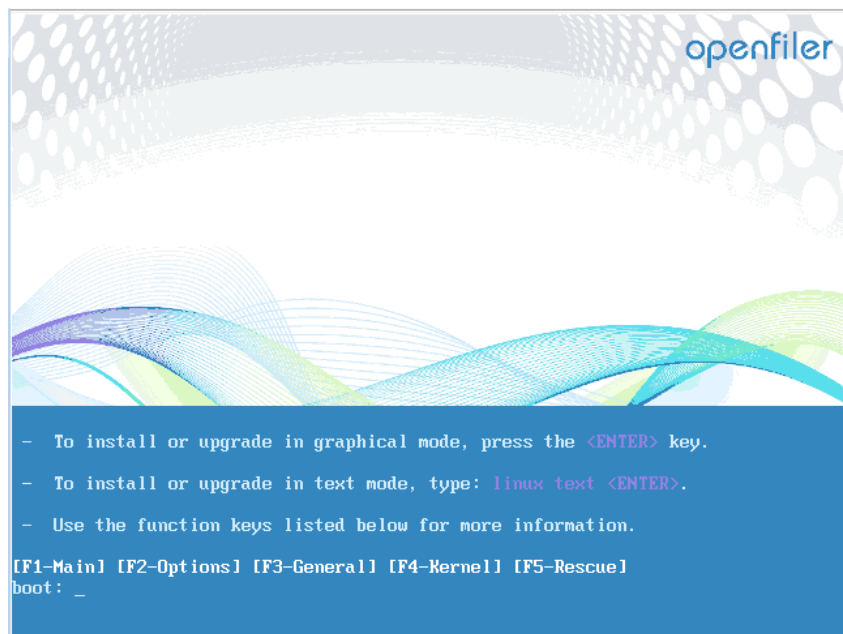 openfiler
- To install or upgrade in graphical mode, press the <ENTER> key.
- To install or upgrade in text mode, type: linux text <ENTER>.
- Use the function keys listed below for more information.
[F1-Main] [F2-Options] [F3-General] [F4-Kernel] [F5-Rescue]
boot: _